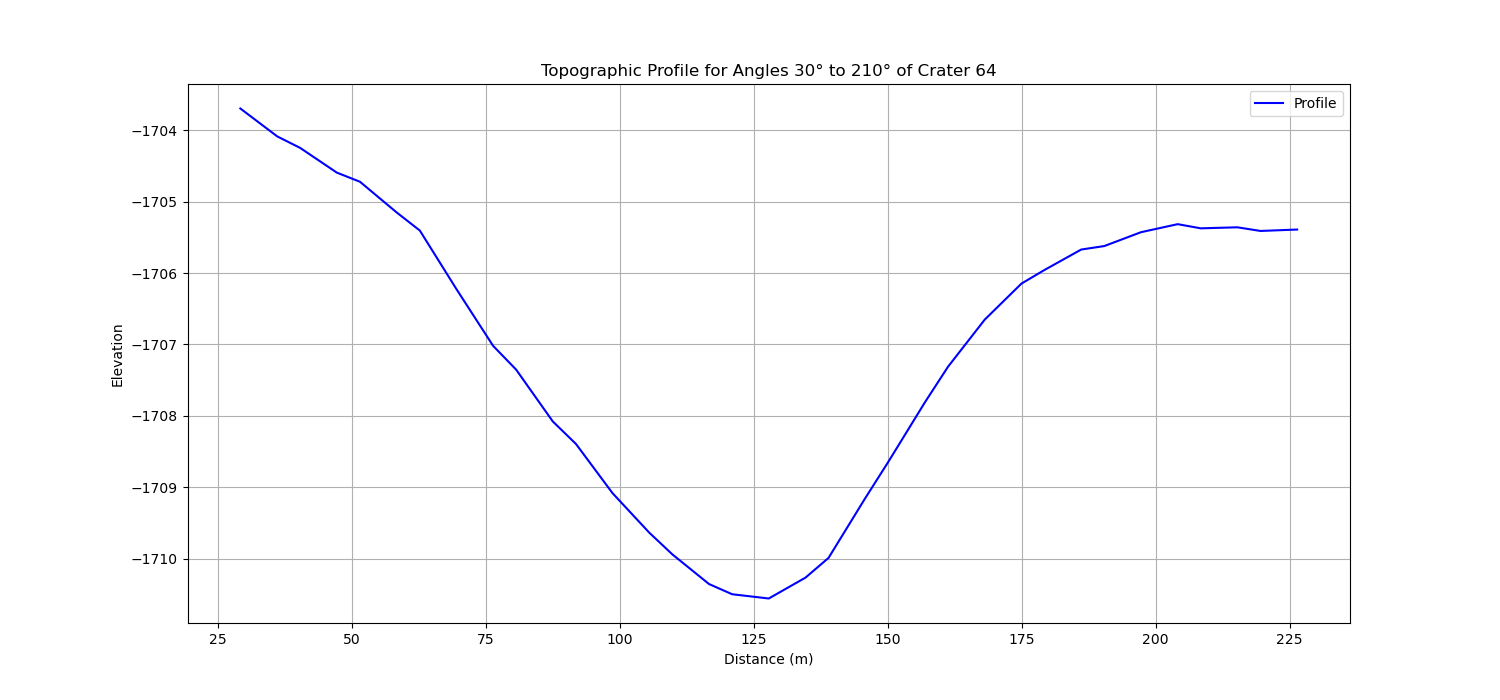 Topographic Profile for Angles 30° to 210° of Crater 64
Profile
−1704
−1705
−1706
−1707
−1708
−1709
−1710
Elevation
25 50 75 100 125 150 175 200 225
Distance (m)